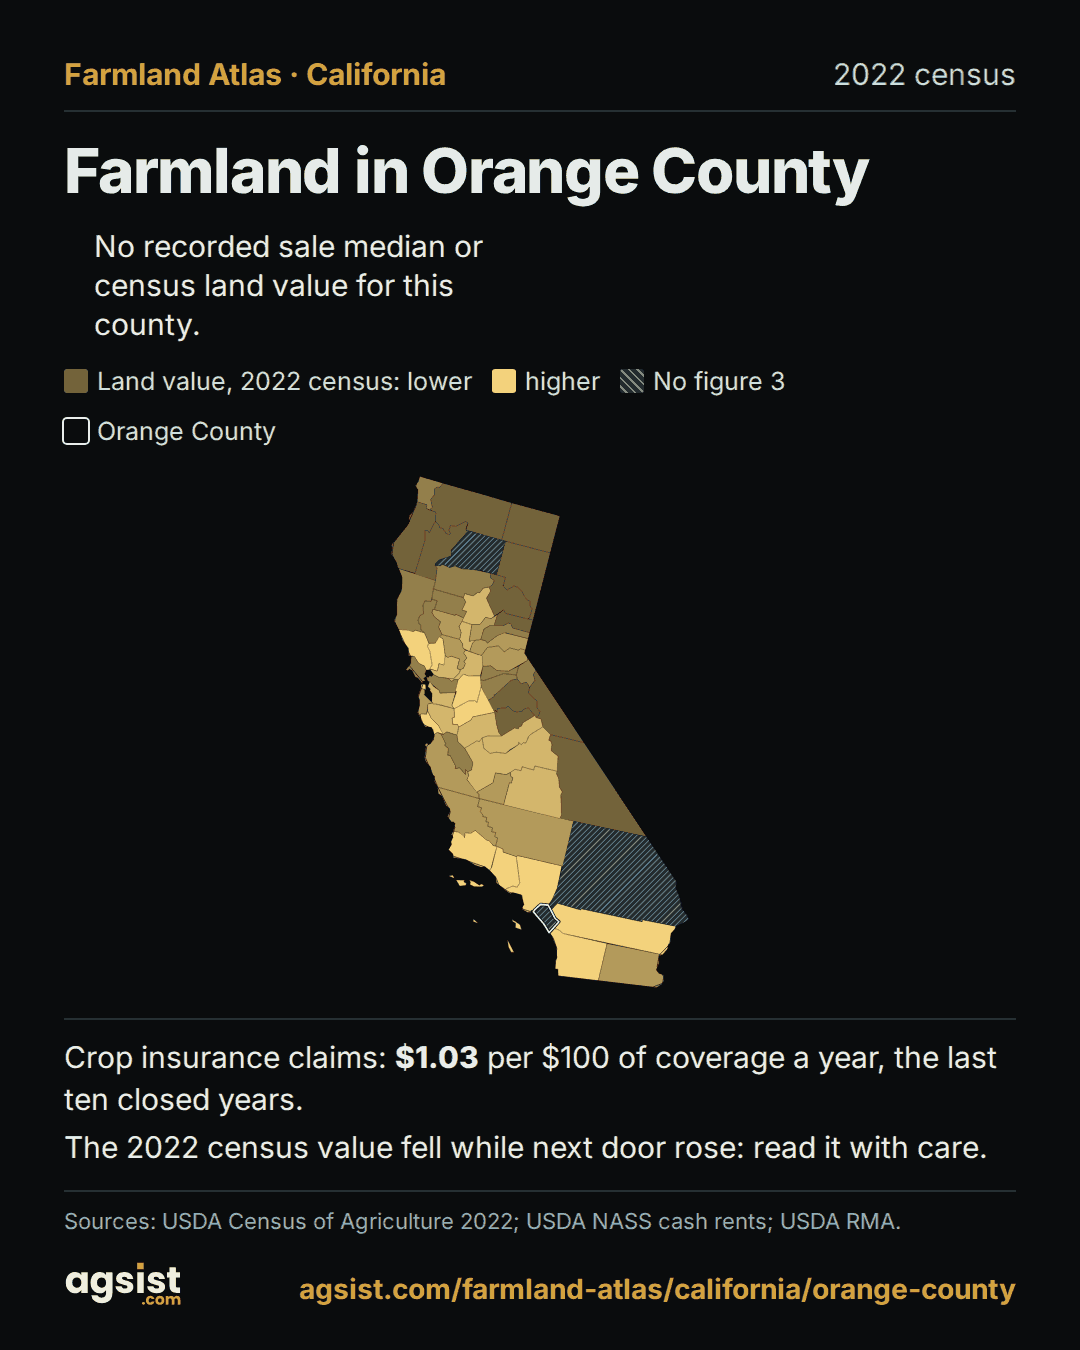 Farmland Atlas · California
2022 census
Farmland in Orange County
No recorded sale median or
census land value for this
county.
Land value, 2022 census: lower
higher
No figure 3
Orange County
Crop insurance claims: $1.03 per $100 of coverage a year, the last
ten closed years.
The 2022 census value fell while next door rose: read it with care.
Sources: USDA Census of Agriculture 2022; USDA NASS cash rents; USDA RMA.
agsist
.com
agsist.com/farmland-atlas/california/orange-county